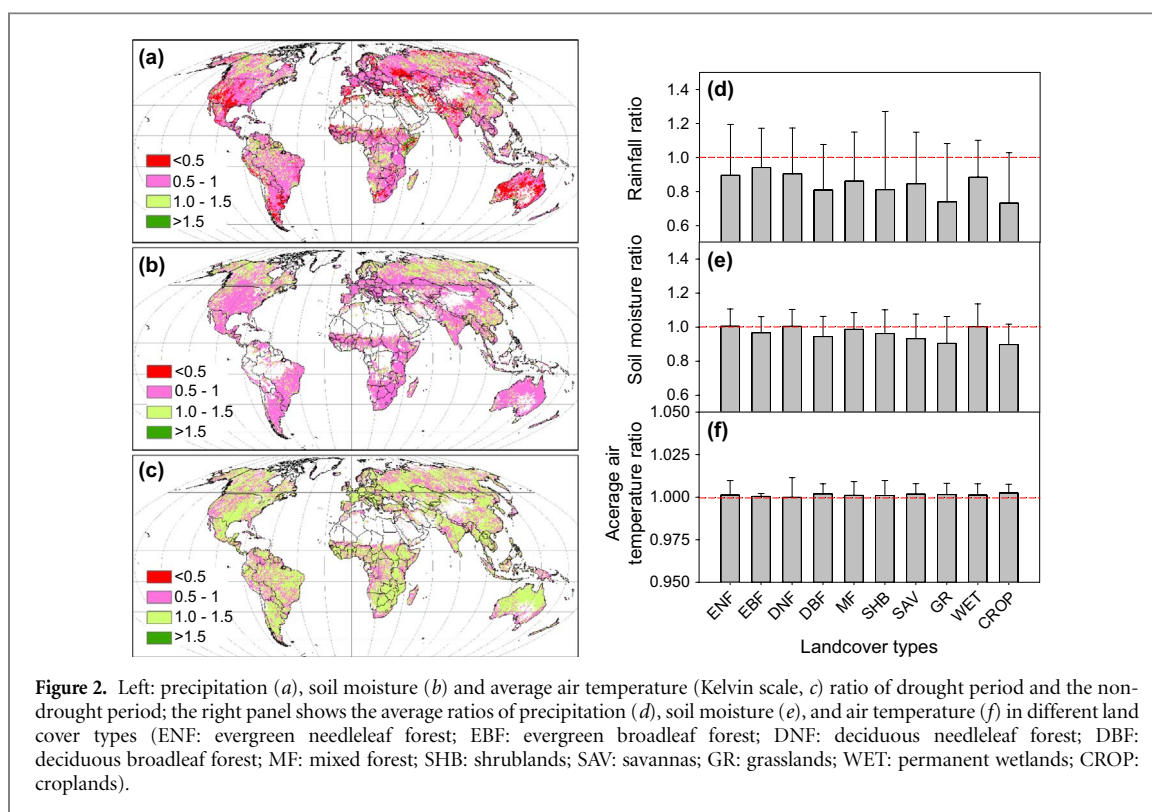 (a)
<0.5
0.5 - 1
1.0 - 1.5
>1.5
(b)
<0.5
0.5 - 1
1.0 - 1.5
>1.5
(c)
<0.5
0.5 - 1
1.0 - 1.5
>1.5
(d)
Rainfall ratio
1.4
1.2
1.0
0.8
0.6
(e)
Soil moisture ratio
1.4
1.2
1.0
0.8
0.6
(f)
Acerage air
temperature ratio
1.050
1.025
1.000
0.975
0.950
ENF
EBF
DNF
DBF
MF
SHB
SAV
GR
WET
CROP
Landcover types
Figure 2. Left: precipitation (a), soil moisture (b) and average air temperature (Kelvin scale, c) ratio of drought period and the non-
drought period; the right panel shows the average ratios of precipitation (d), soil moisture (e), and air temperature (f) in different land
cover types (ENF: evergreen needleleaf forest; EBF: evergreen broadleaf forest; DNF: deciduous needleleaf forest; DBF:
deciduous broadleaf forest; MF: mixed forest; SHB: shrublands; SAV: savannas; GR: grasslands; WET: permanent wetlands; CROP:
croplands).